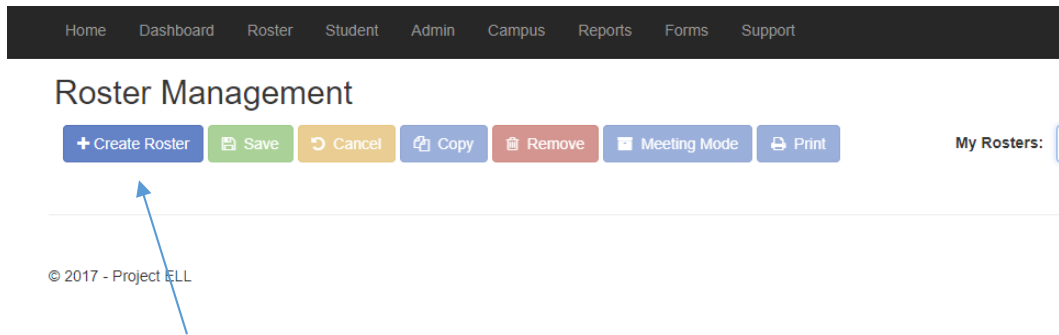 Home Dashboard Roster Student Admin Campus Reports Forms Support
Roster Management
+ Create Roster Save Cancel Copy Remove Meeting Mode Print My Rosters:
© 2017 - Project ELL